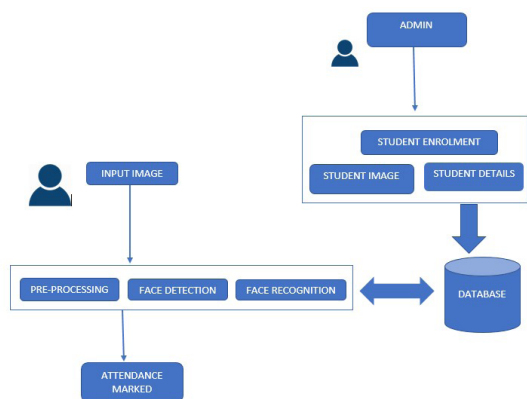 ADMIN
STUDENT ENROLMENT
STUDENT IMAGE
STUDENT DETAILS
INPUT IMAGE
PRE-PROCESSING
FACE DETECTION
FACE RECOGNITION
DATABASE
ATTENDANCE
MARKED